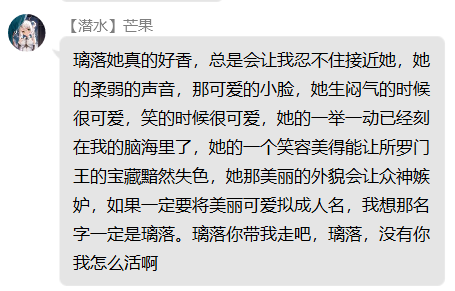 【潜水】芒果
璃落她真的好香，总是会让我忍不住接近她，她
的柔弱的声音，那可爱的小脸，她生闷气的时候
很可爱，笑的时候很可爱，她的一举一动已经刻
在我的脑海里了，她的一个笑容美得能让所罗门
王的宝藏黯然失色，她那美丽的外貌会让众神嫉
妒，如果一定要将美丽可爱拟成人名，我想那名
字一定是璃落。璃落你带我走吧，璃落，没有你
我怎么活啊